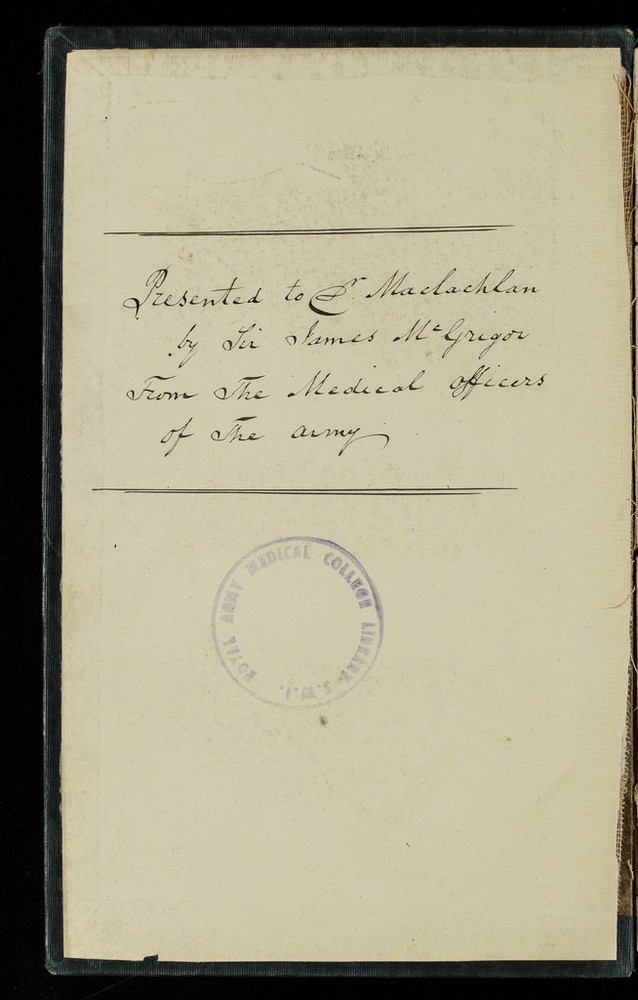 Presented to Dr. Maclachlan
by Sir James McGrigor
From The Medical officers
of The army
ROYAL ARMY MEDICAL COLLEGE LIBRARY. S.W.1.